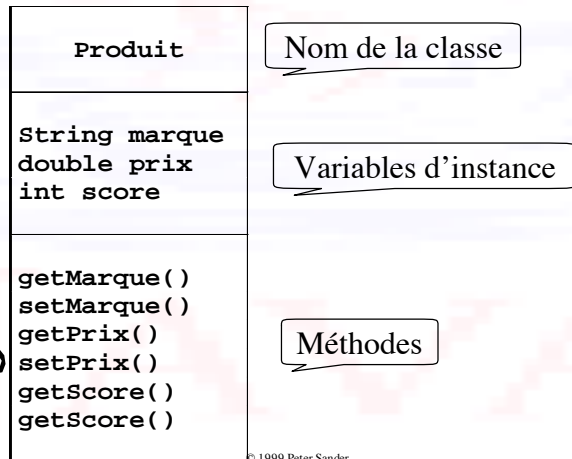 Produit
Nom de la classe
String marque
double prix
int score
Variables d'instance
getMarque()
setMarque()
getPrix()
setPrix()
getScore()
getScore()
Méthodes
© 1999 Peter Sander